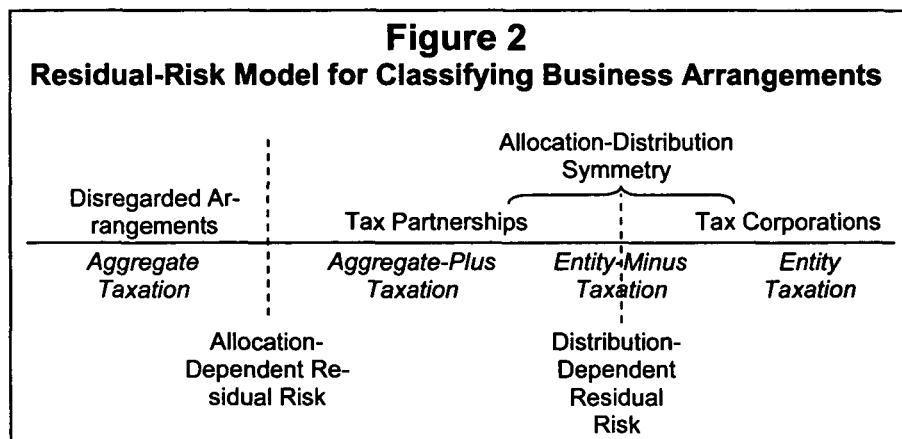 Figure 2
Residual-Risk Model for Classifying Business Arrangements
Allocation-Distribution
Symmetry
Disregarded Ar-
rangements
Tax Partnerships
Tax Corporations
Aggregate
Taxation
Aggregate-Plus
Taxation
Entity-Minus
Taxation
Entity
Taxation
Allocation-
Dependent Re-
sidual Risk
Distribution-
Dependent
Residual
Risk